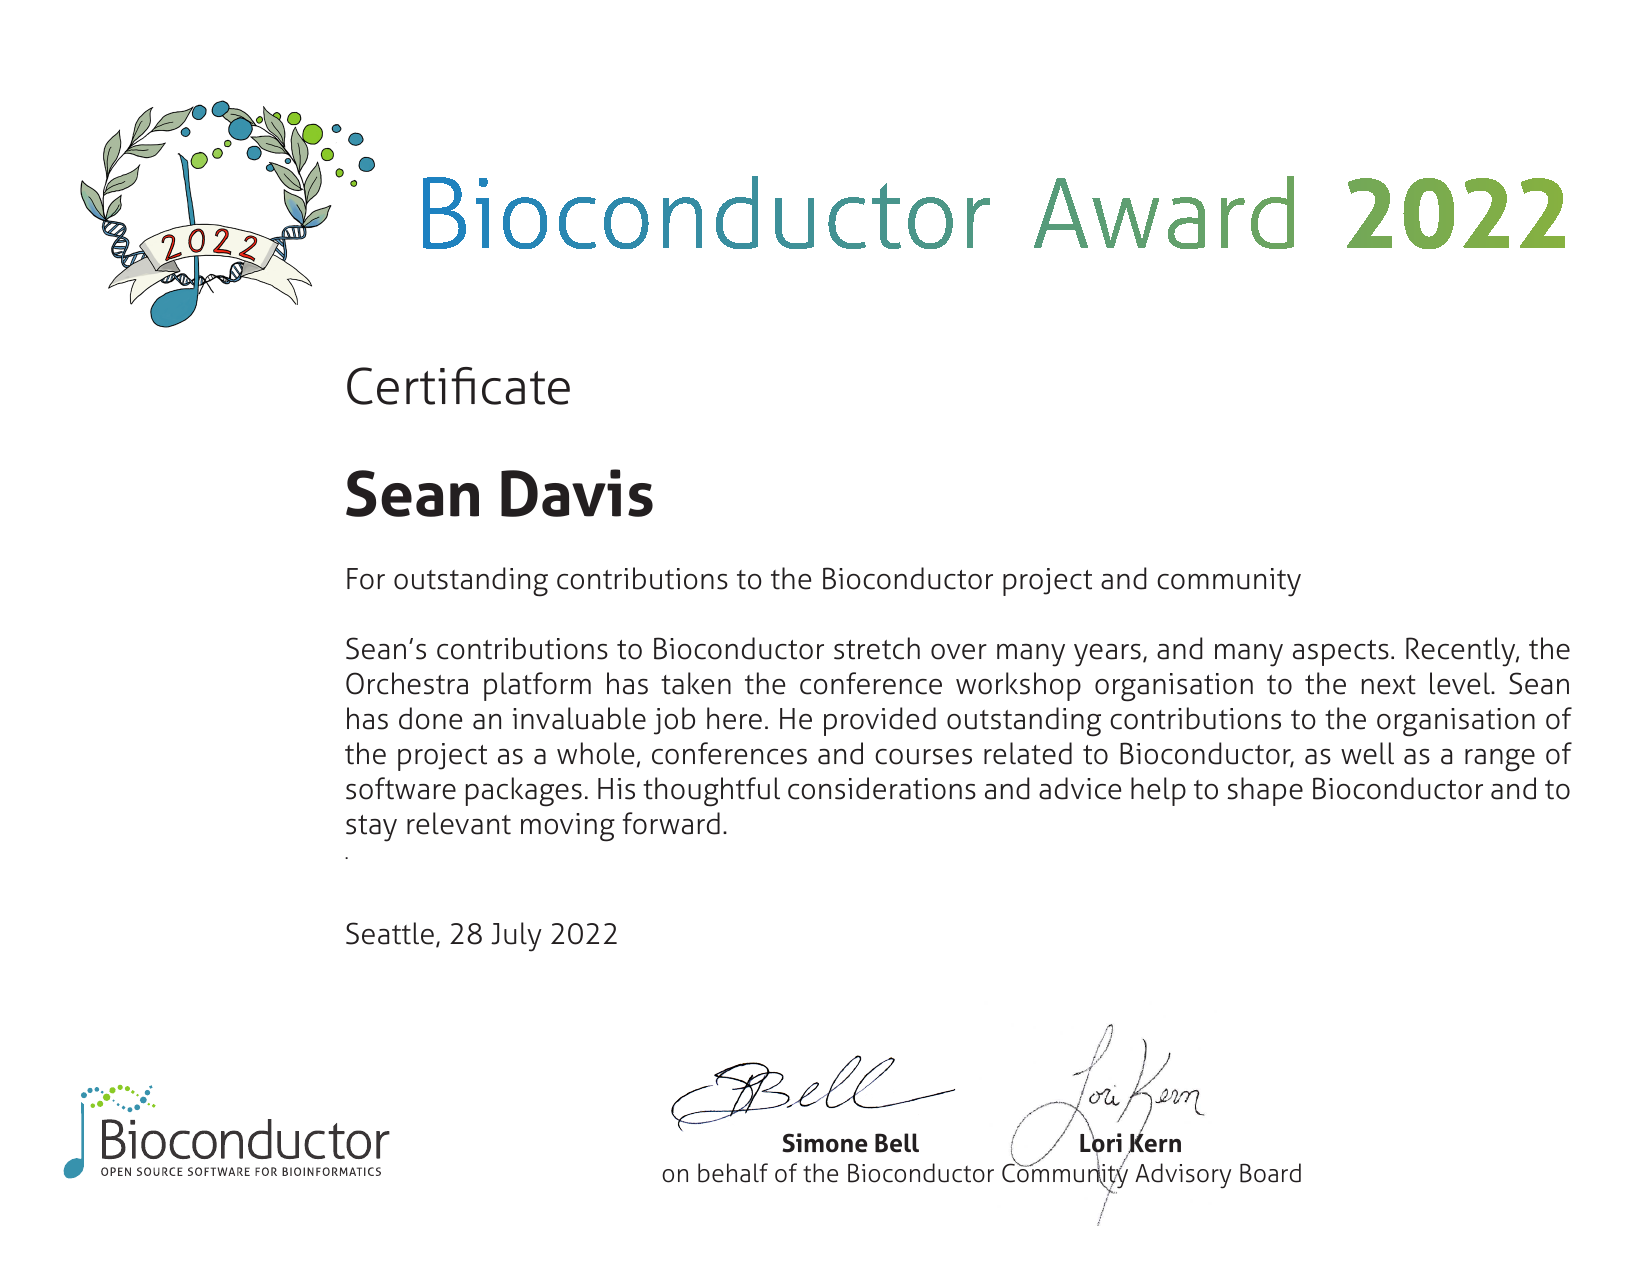 2022
Bioconductor Award 2022
Certificate
Sean Davis
For outstanding contributions to the Bioconductor project and community
Sean’s contributions to Bioconductor stretch over many years, and many aspects. Recently, the
Orchestra platform has taken the conference workshop organisation to the next level. Sean
has done an invaluable job here. He provided outstanding contributions to the organisation of
the project as a whole, conferences and courses related to Bioconductor, as well as a range of
software packages. His thoughtful considerations and advice help to shape Bioconductor and to
stay relevant moving forward.
.
Seattle, 28 July 2022
SBell
Lori Kern
Simone Bell
Lori Kern
on behalf of the Bioconductor Community Advisory Board
Bioconductor
OPEN SOURCE SOFTWARE FOR BIOINFORMATICS